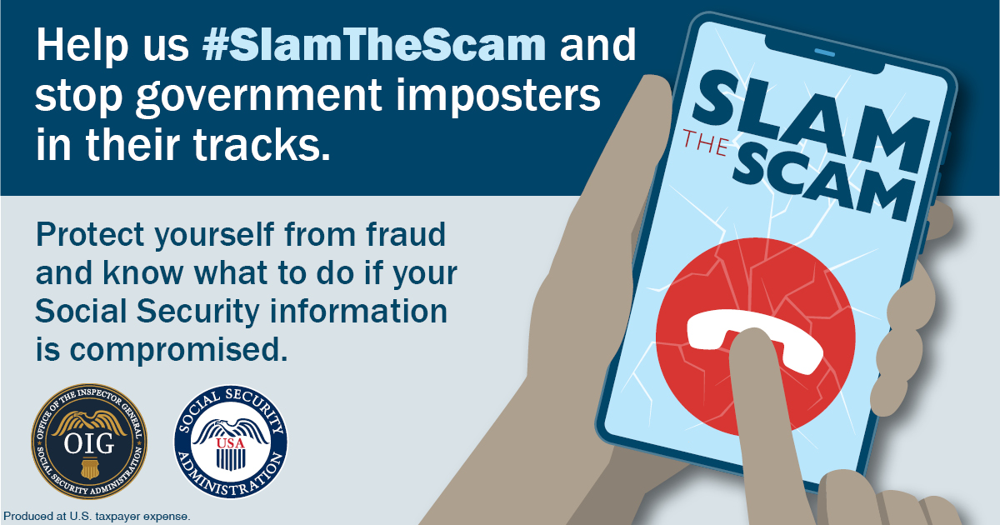 Help us #SlamTheScam and
stop government imposters
in their tracks.
SLAM
THE SCAM
Protect yourself from fraud
and know what to do if your
Social Security information
is compromised.
OFFICE OF THE INSPECTOR GENERAL
OIG
SOCIAL SECURITY ADMINISTRATION
SOCIAL SECURITY
USA
ADMINISTRATION
Produced at U.S. taxpayer expense.